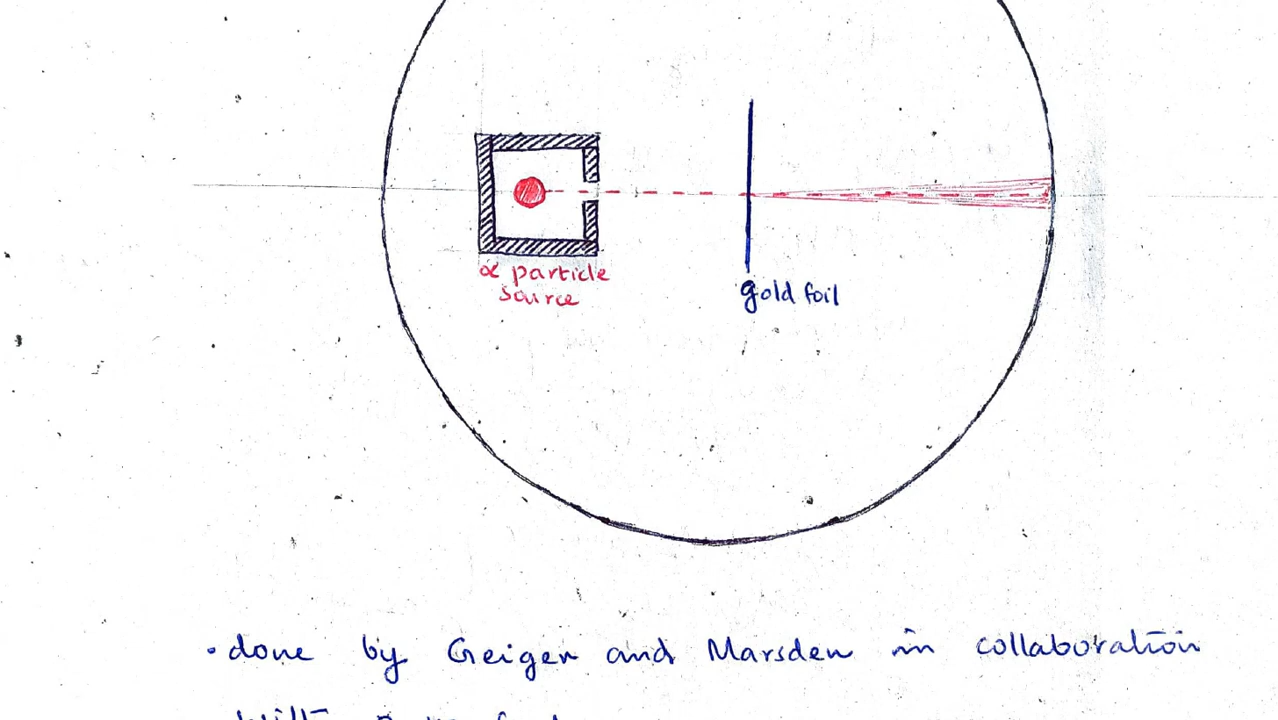 α particle
source
gold foil
• done by Geiger and Marsden in collaboration